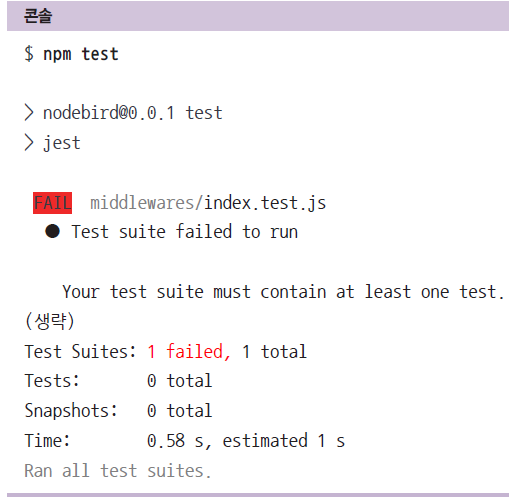 콘솔
$ npm test
> nodebird@0.0.1 test
> jest
FAIL middlewares/index.test.js
● Test suite failed to run
Your test suite must contain at least one test.
(생략)
Test Suites: 1 failed, 1 total
Tests: 0 total
Snapshots: 0 total
Time: 0.58 s, estimated 1 s
Ran all test suites.